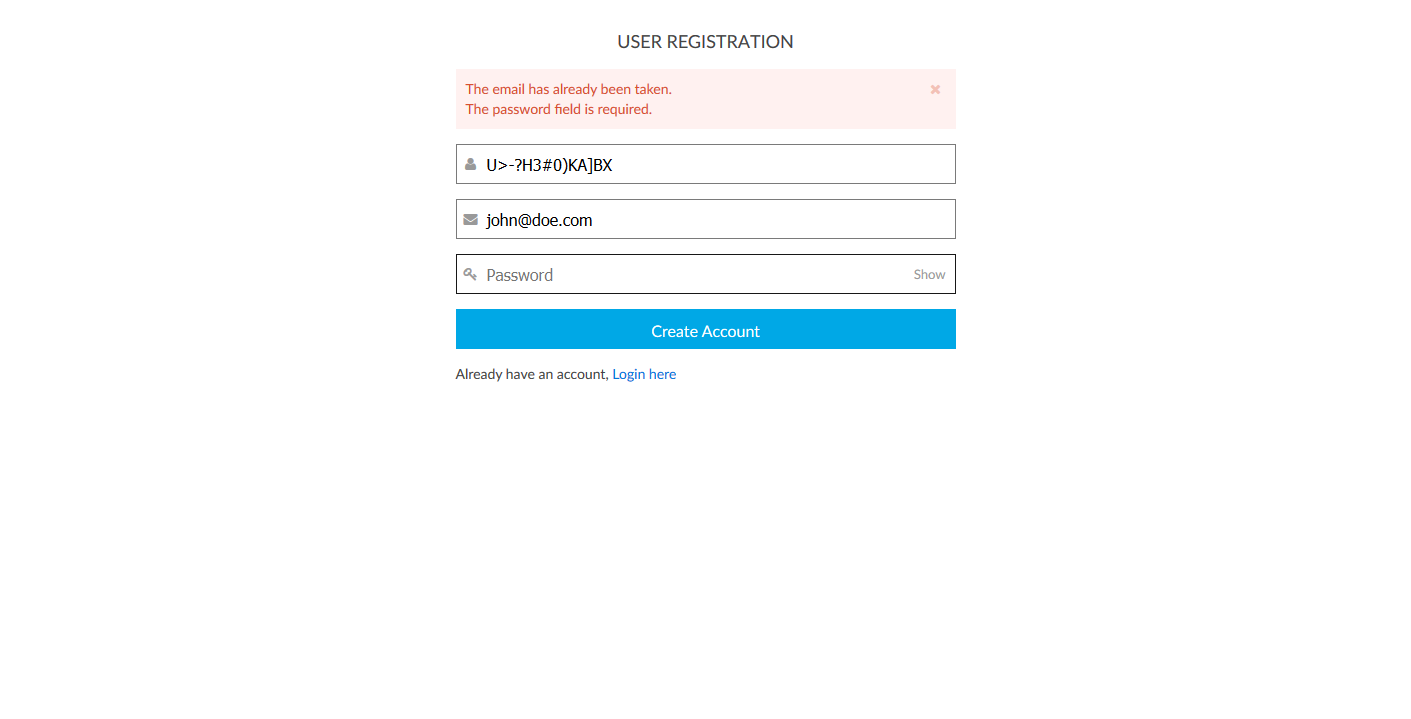 USER REGISTRATION
The email has already been taken.
The password field is required.
U>-?H3#0)KA]BX
john@doe.com
Password Show
Create Account
Already have an account, Login here